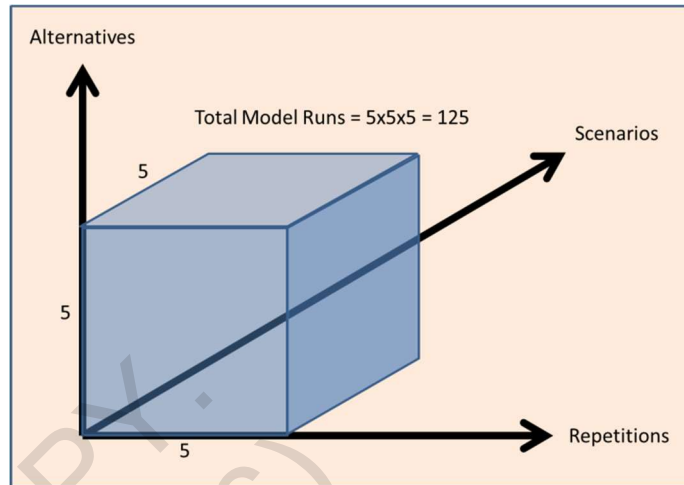 Alternatives
Total Model Runs = 5x5x5 = 125
Scenarios
5
5
5
Repetitions